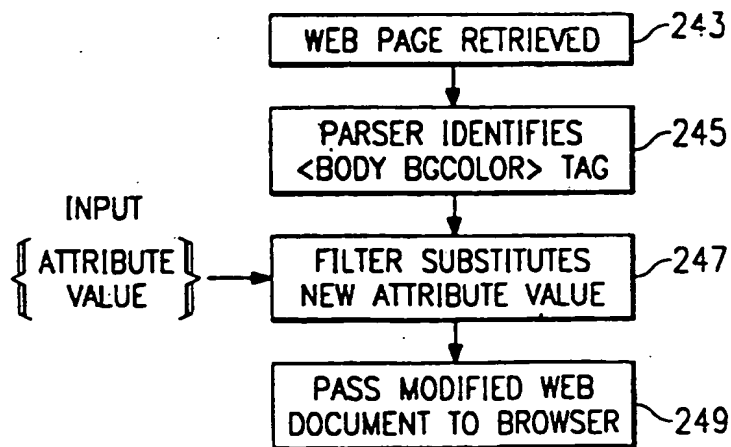 WEB PAGE RETRIEVED
243
PARSER IDENTIFIES
<BODY BGCOLOR> TAG
245
INPUT
{ATTRIBUTE
VALUE}
FILTER SUBSTITUTES
NEW ATTRIBUTE VALUE
247
PASS MODIFIED WEB
DOCUMENT TO BROWSER
249